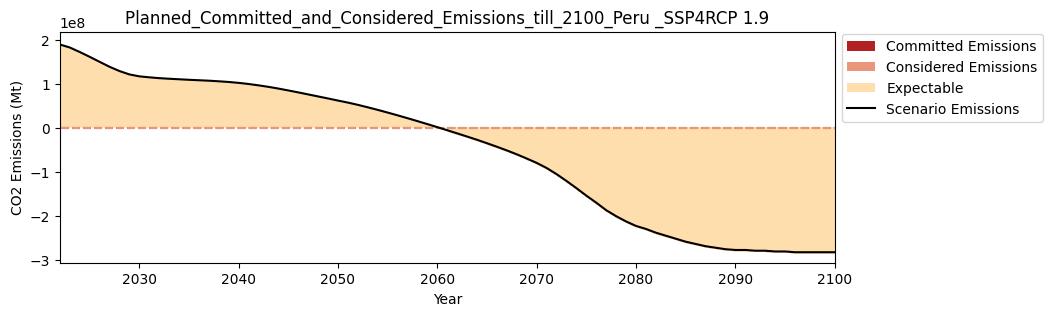 Planned_Committed_and_Considered_Emissions_till_2100_Peru _SSP4RCP 1.9
1e8
2
1
0
−1
−2
−3
CO2 Emissions (Mt)
2030 2040 2050 2060 2070 2080 2090 2100
Year
Committed Emissions
Considered Emissions
Expectable
Scenario Emissions